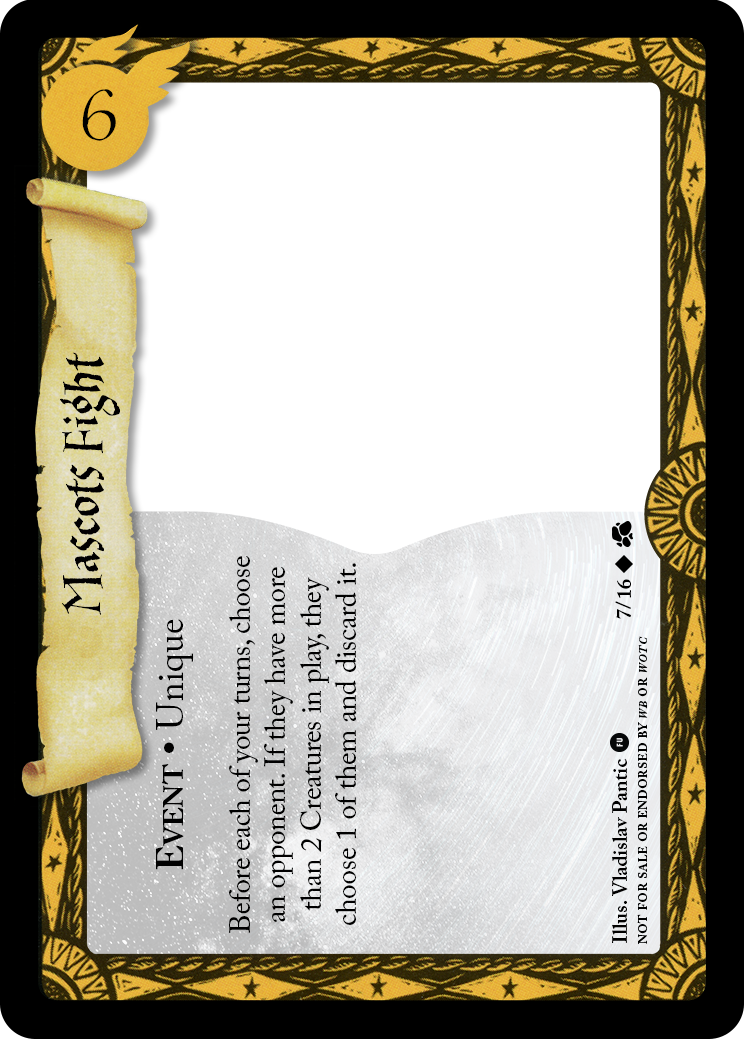 6
Mascots Fight
EVENT • Unique
Before each of your turns, choose
an opponent. If they have more
than 2 Creatures in play, they
choose 1 of them and discard it.
Illus. Vladislav Pantic FU
7/16
NOT FOR SALE OR ENDORSED BY WB OR WOTC